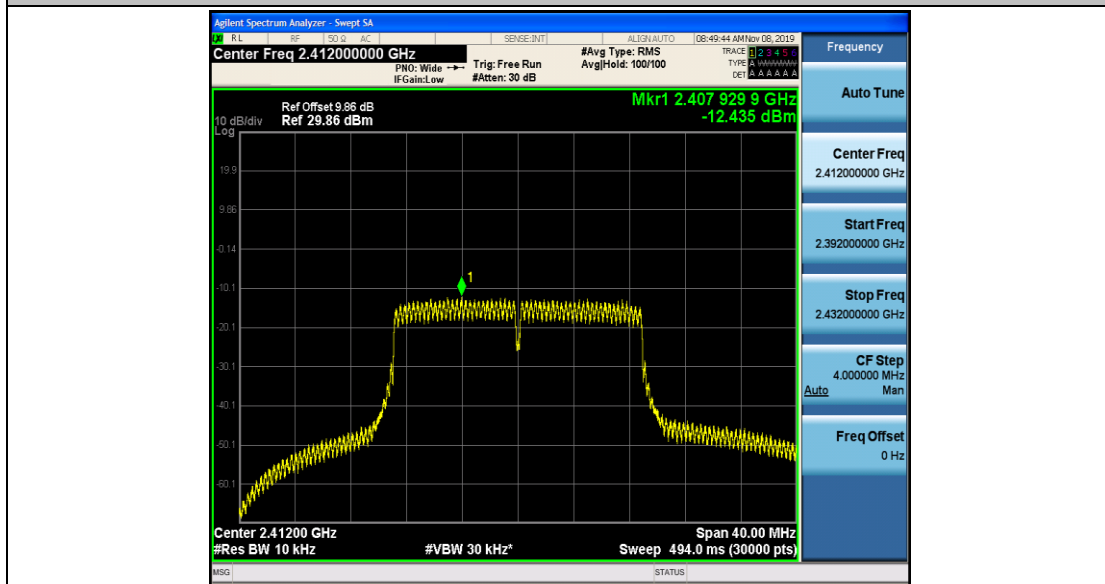 Agilent Spectrum Analyzer - Swept SA
RL RF 50 Ω AC SENSE:INT ALIGN AUTO 08:49:44 AM Nov 08, 2019
Center Freq 2.412000000 GHz
PNO: Wide
IFGain:Low
Trig: Free Run
#Atten: 30 dB
#Avg Type: RMS
Avg|Hold: 100/100
TRACE 1 2 3 4 5 6
TYPE A WWWWW
DET A A A A A A
Frequency
Mkr1 2.407 929 9 GHz
-12.435 dBm
Ref Offset 9.86 dB
10 dB/div Ref 29.86 dBm
Log
19.9
9.86
-0.14
-10.1
-20.1
-30.1
-40.1
-50.1
-60.1
1
Center 2.41200 GHz Span 40.00 MHz
#Res BW 10 kHz #VBW 30 kHz* Sweep 494.0 ms (30000 pts)
MSG STATUS
Auto Tune
Center Freq
2.412000000 GHz
Start Freq
2.392000000 GHz
Stop Freq
2.432000000 GHz
CF Step
4.000000 MHz
Auto Man
Freq Offset
0 Hz